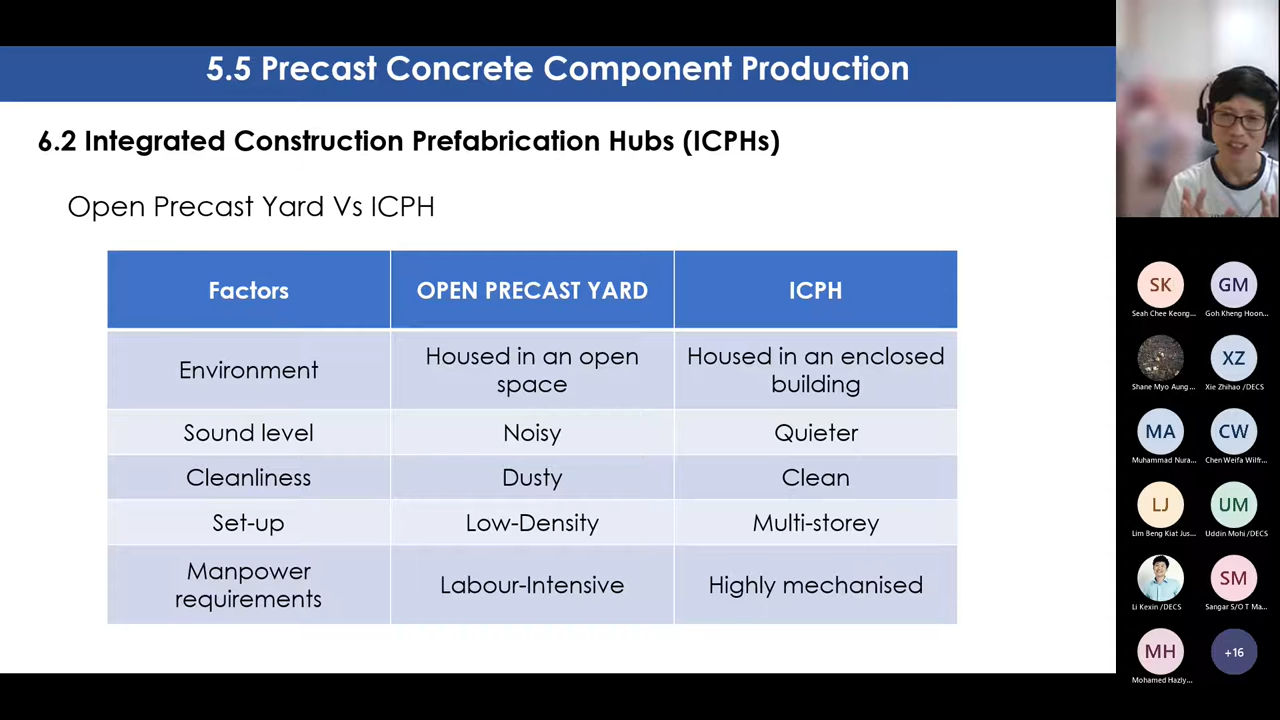 5.5 Precast Concrete Component Production
6.2 Integrated Construction Prefabrication Hubs (ICPHs)
Open Precast Yard Vs ICPH
Factors
OPEN PRECAST YARD
ICPH
Environment
Housed in an open
space
Housed in an enclosed
building
Sound level
Noisy
Quieter
Cleanliness
Dusty
Clean
Set-up
Low-Density
Multi-storey
Manpower
requirements
Labour-Intensive
Highly mechanised
SK
Seah Chee Keong...
GM
Goh Kheng Hoon...
Shane Myo Aung ...
XZ
Xie Zhihao /DECS
MA
Muhammad Nura...
CW
Chen Weifa Wilfr...
LJ
Lim Beng Kiat Jus...
UM
Uddin Mohi /DECS
Li Kexin /DECS
SM
Sangar S/O T Ma...
MH
Mohamed Hazly...
+16